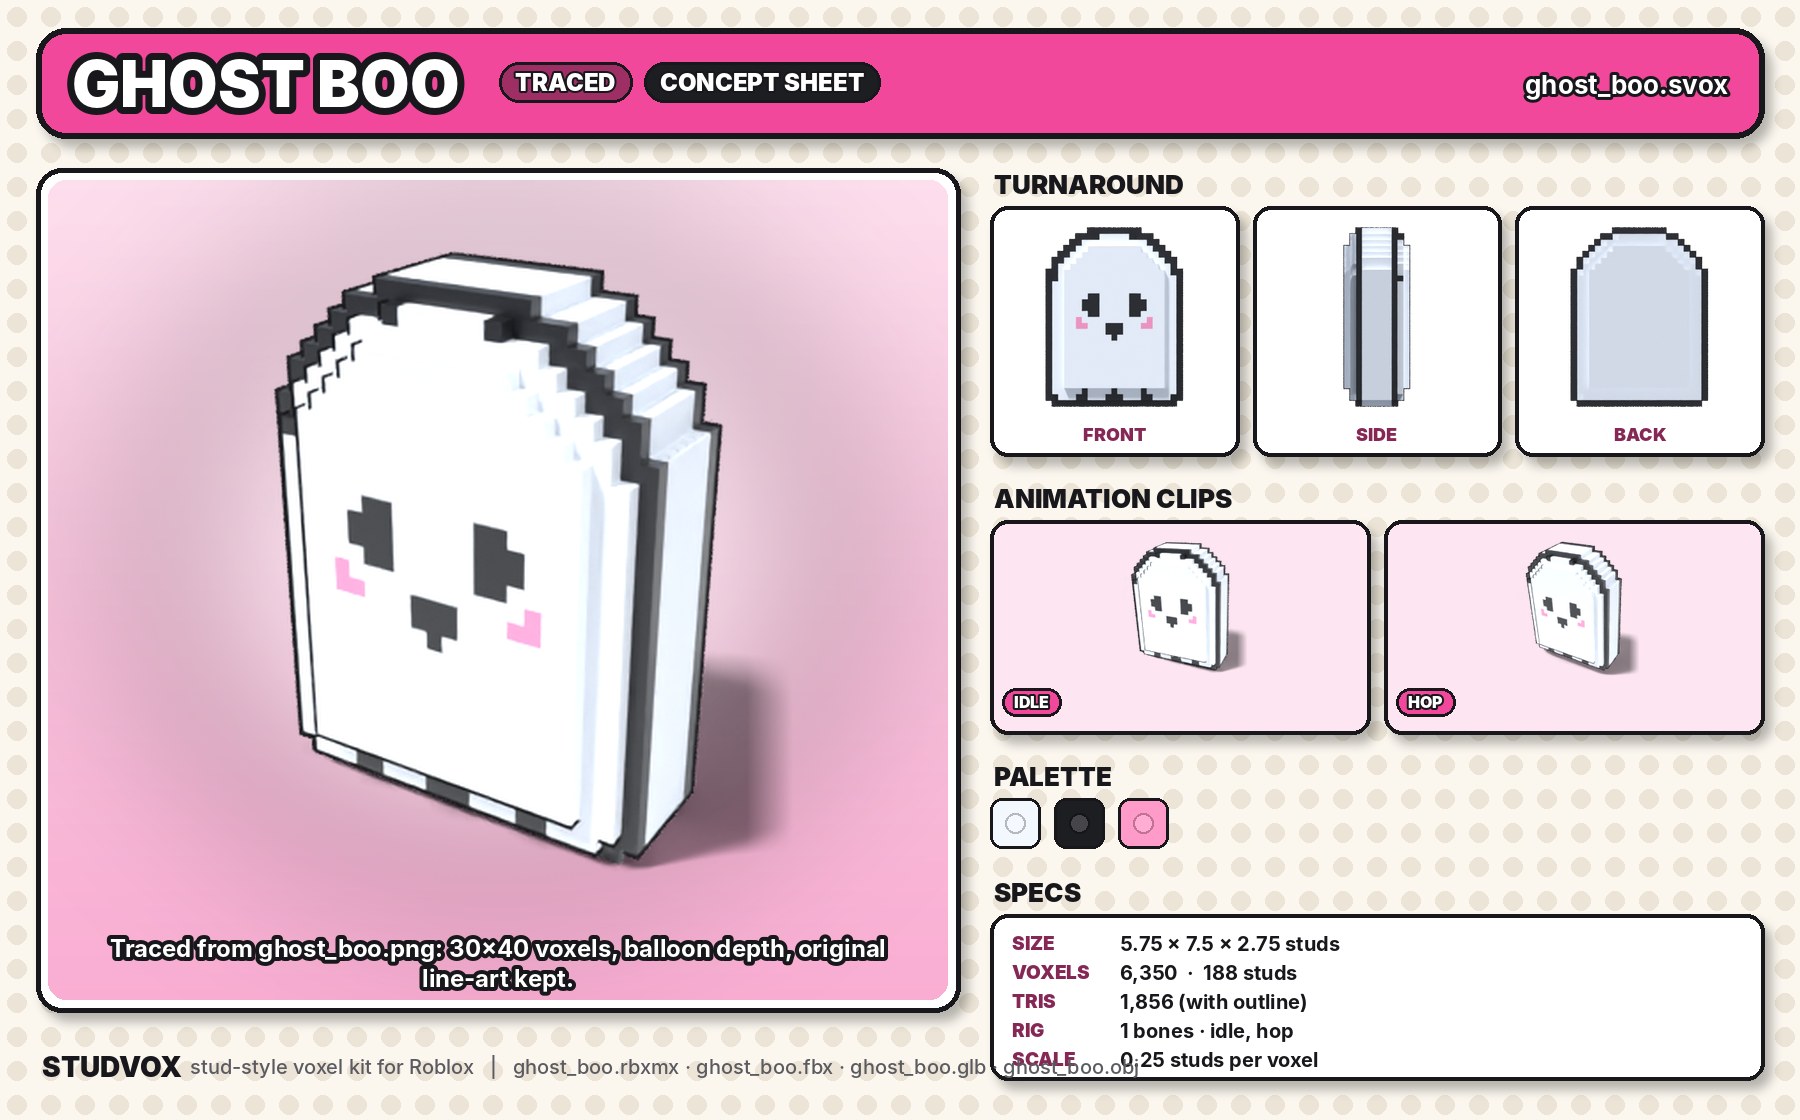 GHOST BOO
TRACED
CONCEPT SHEET
ghost_boo.svox
Traced from ghost_boo.png: 30×40 voxels, balloon depth, original
line-art kept.
TURNAROUND
FRONT
SIDE
BACK
ANIMATION CLIPS
IDLE
HOP
PALETTE
SPECS
SIZE 5.75 × 7.5 × 2.75 studs
VOXELS 6,350 · 188 studs
TRIS 1,856 (with outline)
RIG 1 bones · idle, hop
SCALE 0.25 studs per voxel
STUDVOX stud-style voxel kit for Roblox | ghost_boo.rbxmx · ghost_boo.fbx · ghost_boo.glb · ghost_boo.obj